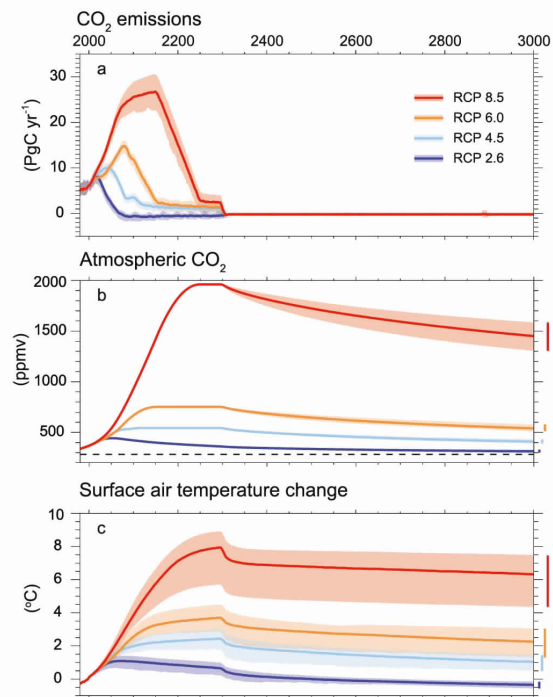 CO₂ emissions
2000 2200 2400 2600 2800 3000
a
30
20
10
0
(PgC yr⁻¹)
RCP 8.5
RCP 6.0
RCP 4.5
RCP 2.6
Atmospheric CO₂
b
2000
1500
1000
500
(ppmv)
Surface air temperature change
c
10
8
6
4
2
0
(°C)